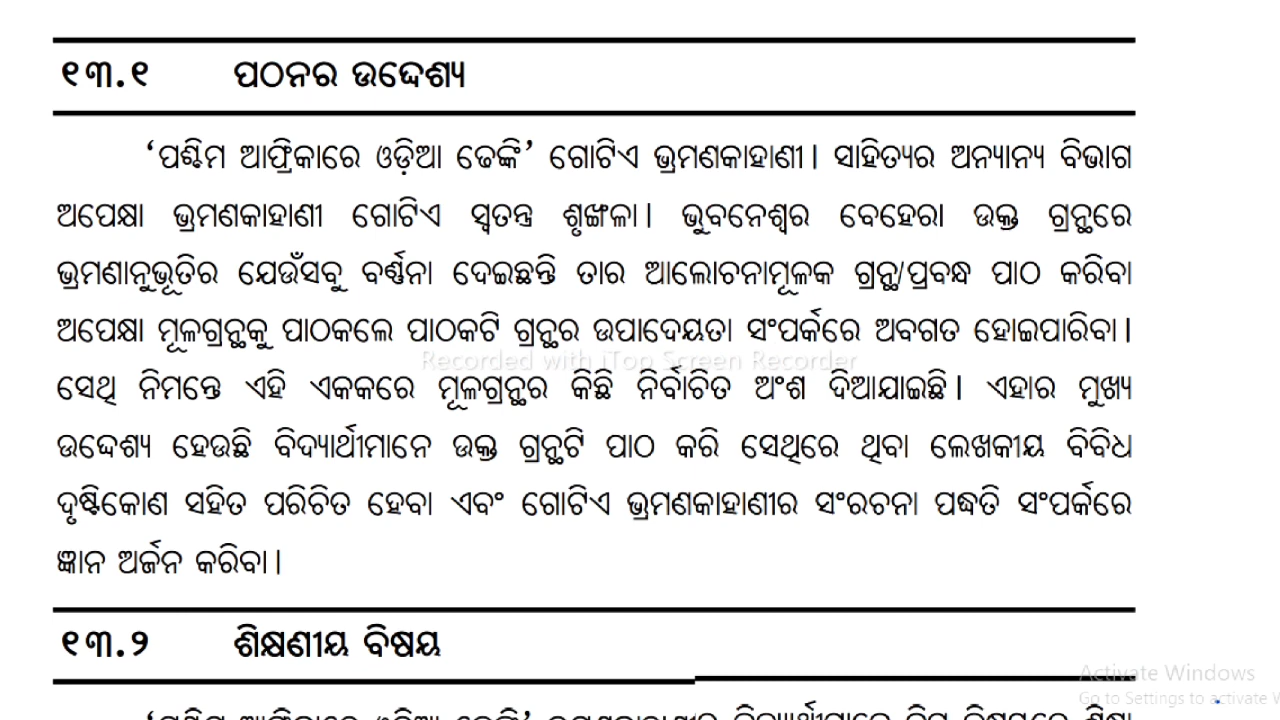 ୧୩.୧ ପଠନର ଉଦ୍ଦେଶ୍ୟ
‘ପଶ୍ଚିମ ଆଫ୍ରିକାରେ ଓଡ଼ିଆ ଢେଙ୍କି’ ଗୋଟିଏ ଭ୍ରମଣକାହାଣୀ। ସାହିତ୍ୟର ଅନ୍ୟାନ୍ୟ ବିଭାଗ
ଅପେକ୍ଷା ଭ୍ରମଣକାହାଣୀ ଗୋଟିଏ ସ୍ୱତନ୍ତ୍ର ଶୃଙ୍ଖଳା। ଭୁବନେଶ୍ୱର ବେହେରା ଉକ୍ତ ଗ୍ରନ୍ଥରେ
ଭ୍ରମଣାନୁଭୂତିର ଯେଉଁସବୁ ବର୍ଣ୍ଣନା ଦେଇଛନ୍ତି ତାର ଆଲୋଚନାମୂଳକ ଗ୍ରନ୍ଥ/ପ୍ରବନ୍ଧ ପାଠ କରିବା
ଅପେକ୍ଷା ମୂଳଗ୍ରନ୍ଥକୁ ପାଠକଲେ ପାଠକଟି ଗ୍ରନ୍ଥର ଉପାଦେୟତା ସଂପର୍କରେ ଅବଗତ ହୋଇପାରିବା।
Recorded with iTop Screen Recorder
ସେଥି ନିମନ୍ତେ ଏହି ଏକକରେ ମୂଳଗ୍ରନ୍ଥର କିଛି ନିର୍ବାଚିତ ଅଂଶ ଦିଆଯାଇଛି। ଏହାର ମୁଖ୍ୟ
ଉଦ୍ଦେଶ୍ୟ ହେଉଛି ବିଦ୍ୟାର୍ଥୀମାନେ ଉକ୍ତ ଗ୍ରନ୍ଥଟି ପାଠ କରି ସେଥିରେ ଥିବା ଲେଖକୀୟ ବିବିଧ
ଦୃଷ୍ଟିକୋଣ ସହିତ ପରିଚିତ ହେବା ଏବଂ ଗୋଟିଏ ଭ୍ରମଣକାହାଣୀର ସଂରଚନା ପଦ୍ଧତି ସଂପର୍କରେ
ଜ୍ଞାନ ଅର୍ଜନ କରିବା।
୧୩.୨ ଶିକ୍ଷଣୀୟ ବିଷୟ
Activate Windows
Go to Settings to activate W